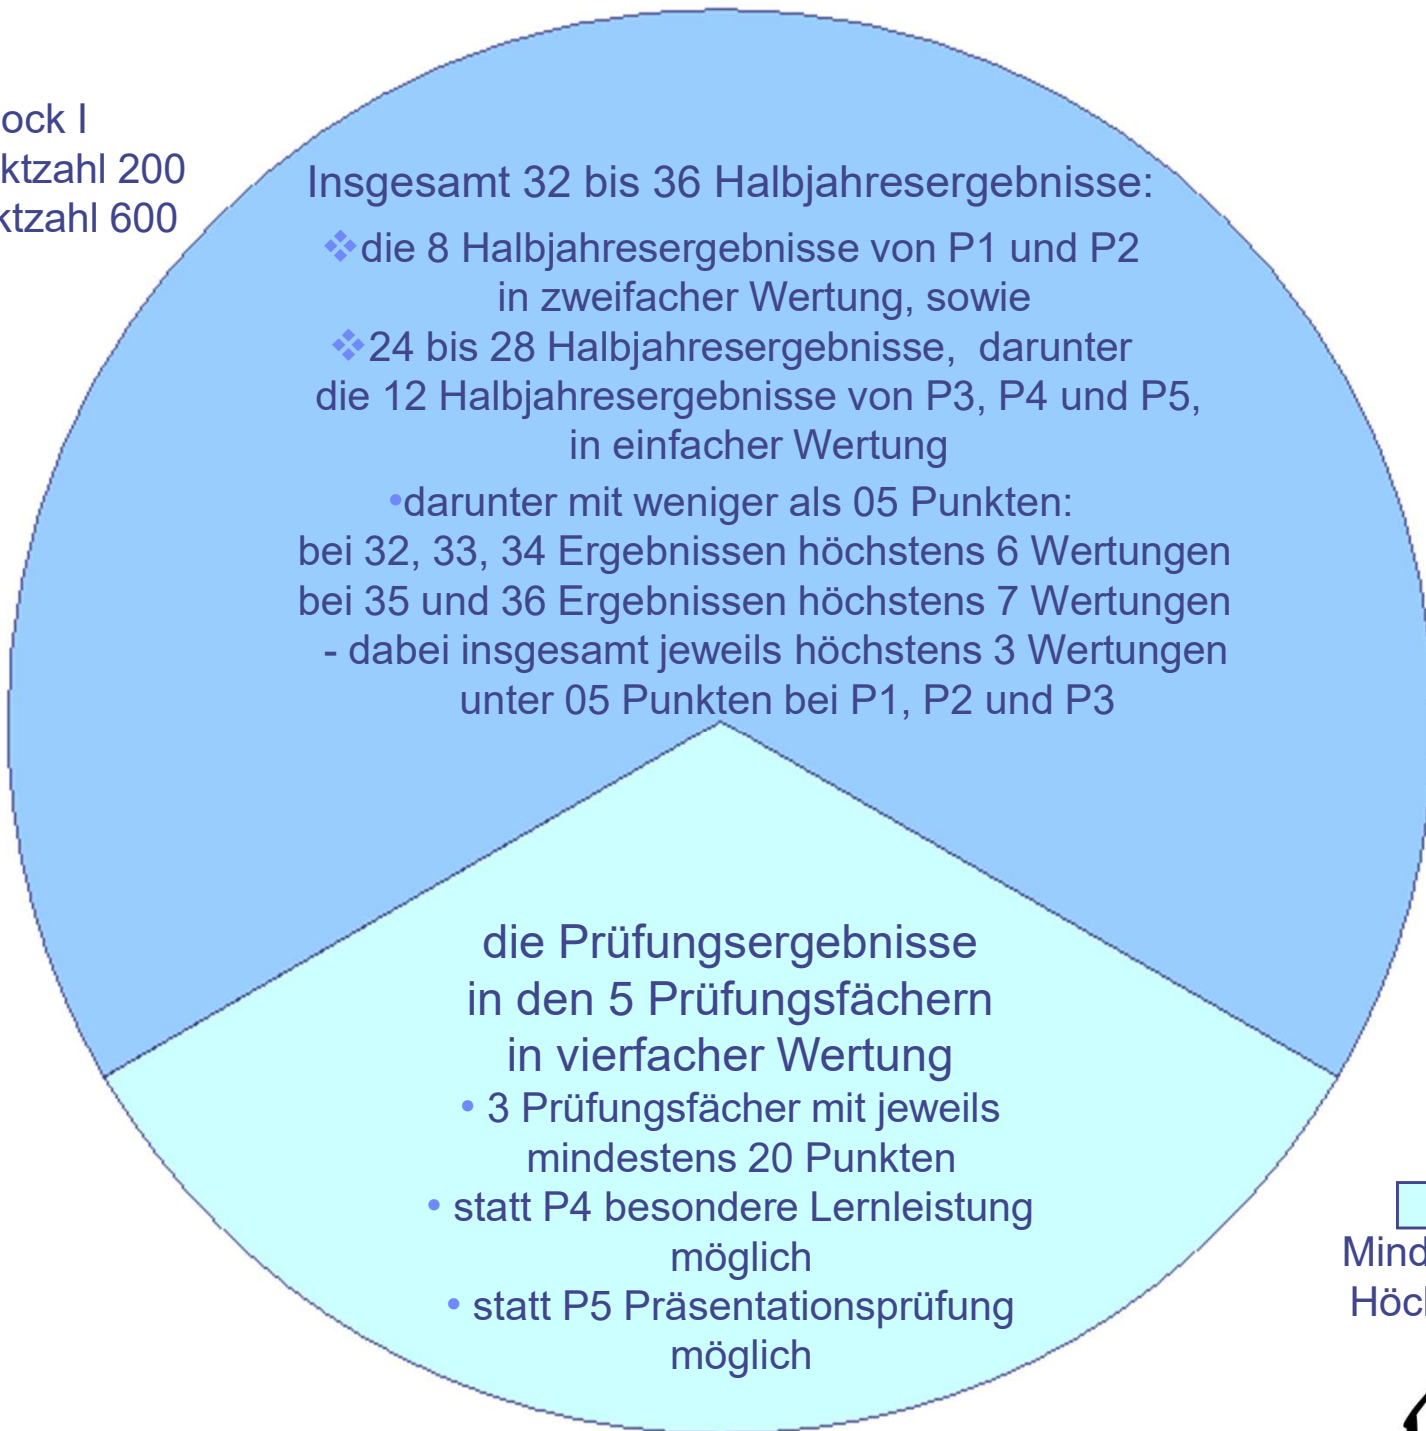 ock I
ktzahl 200
ktzahl 600
Insgesamt 32 bis 36 Halbjahresergebnisse:
❖die 8 Halbjahresergebnisse von P1 und P2
in zweifacher Wertung, sowie
❖24 bis 28 Halbjahresergebnisse, darunter
die 12 Halbjahresergebnisse von P3, P4 und P5,
in einfacher Wertung
•darunter mit weniger als 05 Punkten:
bei 32, 33, 34 Ergebnissen höchstens 6 Wertungen
bei 35 und 36 Ergebnissen höchstens 7 Wertungen
- dabei insgesamt jeweils höchstens 3 Wertungen
unter 05 Punkten bei P1, P2 und P3
die Prüfungsergebnisse
in den 5 Prüfungsfächern
in vierfacher Wertung
• 3 Prüfungsfächer mit jeweils
mindestens 20 Punkten
• statt P4 besondere Lernleistung
möglich
• statt P5 Präsentationsprüfung
möglich
Mind
Höc